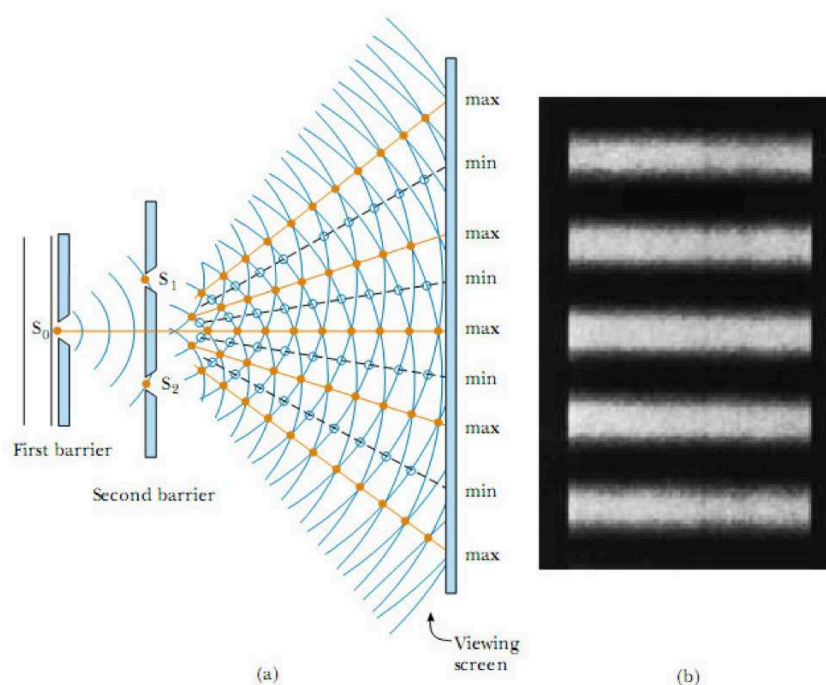 max
min
max
S1
min
S0
max
min
S2
max
First barrier
min
Second barrier
max
Viewing
screen
(a)
(b)